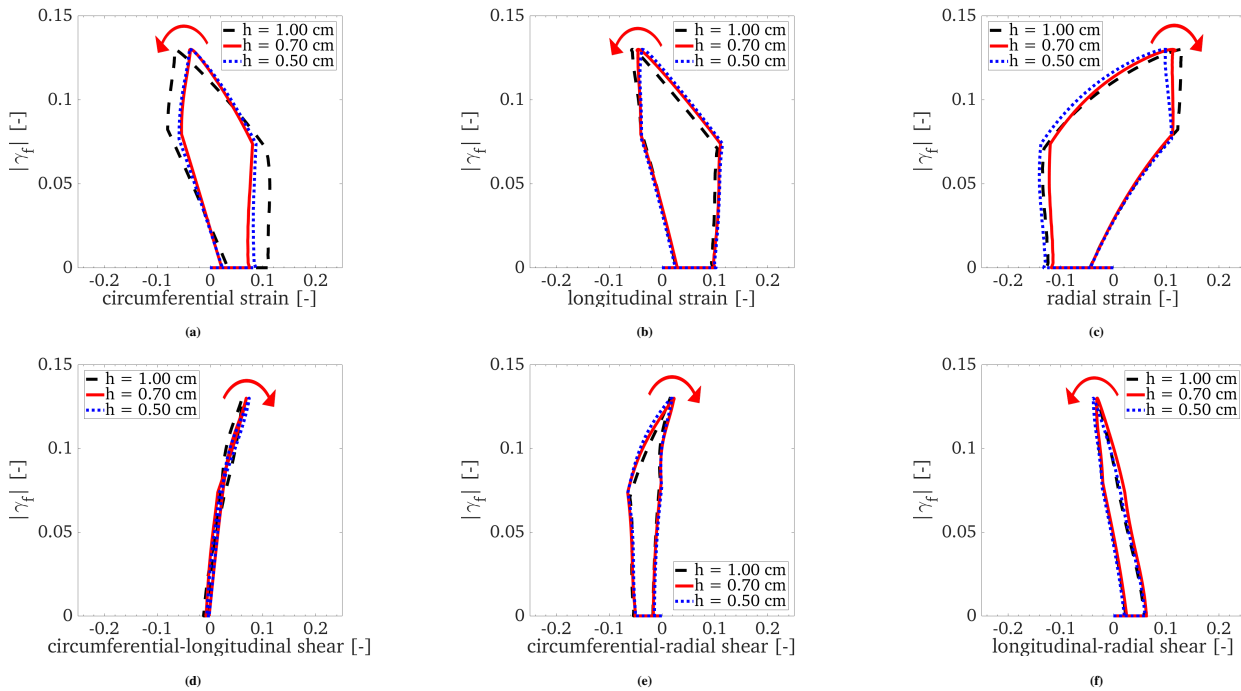 0.15
h = 1.00 cm
h = 0.70 cm
h = 0.50 cm
0.1
|γf| [-]
0.05
0
-0.2 -0.1 0 0.1 0.2
circumferential strain [-]
(a)
0.15
h = 1.00 cm
h = 0.70 cm
h = 0.50 cm
0.1
|γf| [-]
0.05
0
-0.2 -0.1 0 0.1 0.2
longitudinal strain [-]
(b)
0.15
h = 1.00 cm
h = 0.70 cm
h = 0.50 cm
0.1
|γf| [-]
0.05
0
-0.2 -0.1 0 0.1 0.2
radial strain [-]
(c)
0.15
h = 1.00 cm
h = 0.70 cm
h = 0.50 cm
0.1
|γf| [-]
0.05
0
-0.2 -0.1 0 0.1 0.2
circumferential-longitudinal shear [-]
(d)
0.15
0.1
|γf| [-]
0.05
h = 1.00 cm
h = 0.70 cm
h = 0.50 cm
0
-0.2 -0.1 0 0.1 0.2
circumferential-radial shear [-]
(e)
0.15
h = 1.00 cm
h = 0.70 cm
h = 0.50 cm
0.1
|γf| [-]
0.05
0
-0.2 -0.1 0 0.1 0.2
longitudinal-radial shear [-]
(f)